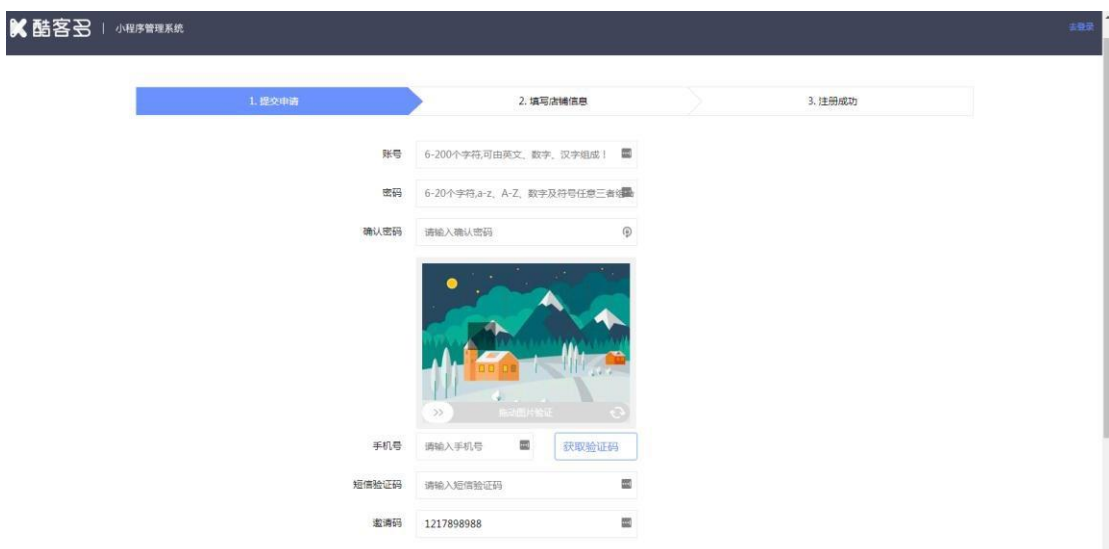 酷客多 | 小程序管理系统
去登录
1. 提交申请
2. 填写店铺信息
3. 注册成功
账号
6-200个字符,可由英文、数字、汉字组成！
密码
6-20个字符,a-z、A-Z、数字及符号任意三者
确认密码
请输入确认密码
>> 拖动图片验证
手机号
请输入手机号
获取验证码
短信验证码
请输入短信验证码
邀请码
1217898988